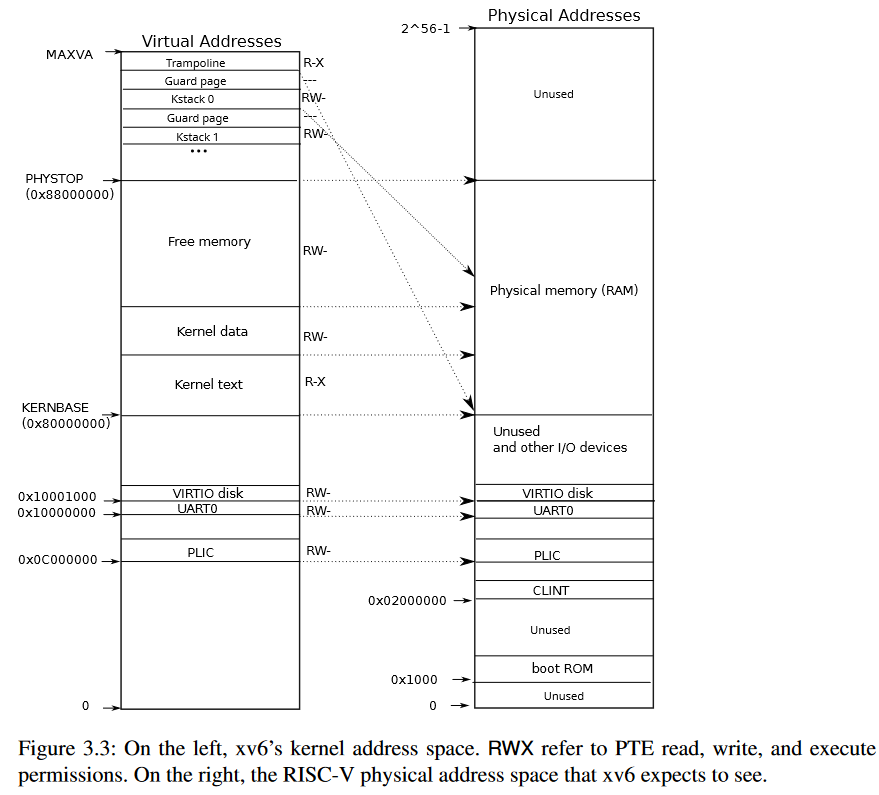 Virtual Addresses
MAXVA
Trampoline
R-X
Guard page
---
Kstack 0
RW-
Guard page
---
Kstack 1
RW-
...
PHYSTOP
(0x88000000)
Free memory
RW-
Kernel data
RW-
Kernel text
R-X
KERNBASE
(0x80000000)
0x10001000
VIRTIO disk
RW-
0x10000000
UART0
RW-
0x0C000000
PLIC
RW-
0
Physical Addresses
2^56-1
Unused
Physical memory (RAM)
Unused
and other I/O devices
VIRTIO disk
UART0
PLIC
CLINT
0x02000000
Unused
boot ROM
0x1000
Unused
0
Figure 3.3: On the left, xv6’s kernel address space. RWX refer to PTE read, write, and execute
permissions. On the right, the RISC-V physical address space that xv6 expects to see.